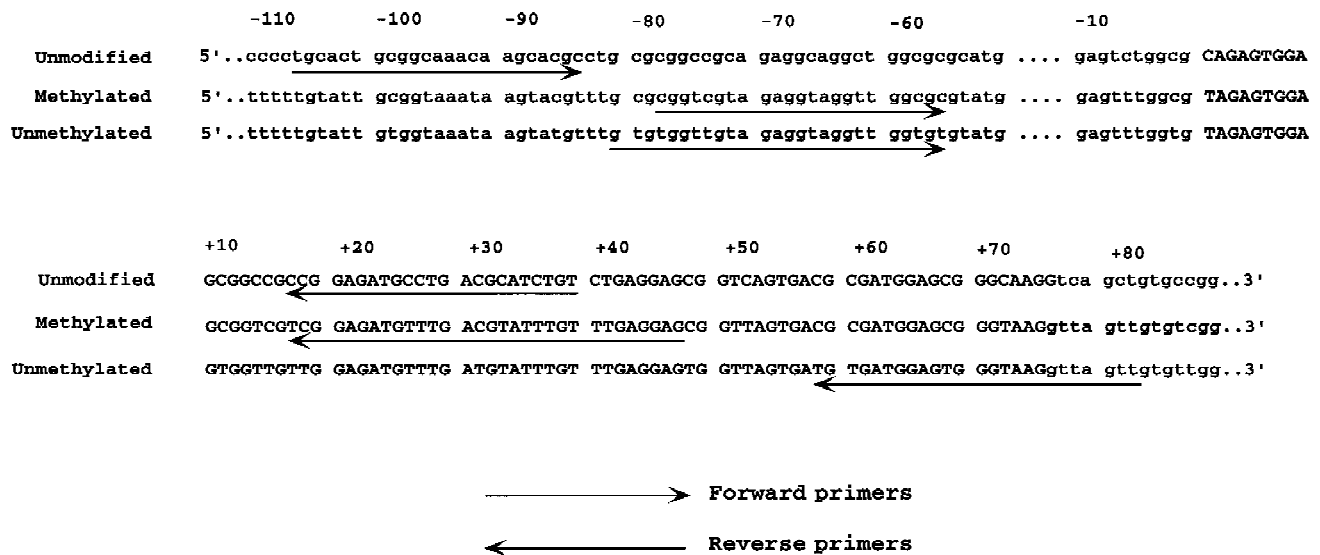 -110 -100 -90 -80 -70 -60 -10
Unmodified 5'..cccctgcact gcggcaaaca agcacgcctg cgcggccgca gaggcaggct ggcgcgcatg .... gagtctggcg CAGAGTGGA
Methylated 5'..tttttgtatt gcggtaaata agtacgtttg cgcggtcgta gaggtaggtt ggcgcgtatg .... gagtttggcg TAGAGTGGA
Unmethylated 5'..tttttgtatt gtggtaaata agtatgtttg tgtggttgta gaggtaggtt ggtgtgtatg .... gagtttggtg TAGAGTGGA
+10 +20 +30 +40 +50 +60 +70 +80
Unmodified GCGGCCGCCG GAGATGCCTG ACGCATCTGT CTGAGGAGCG GTCAGTGACG CGATGGAGCG GGCAAGGtca gctgtgccgg..3'
Methylated GCGGTCGTCG GAGATGTTTG ACGTATTTGT TTGAGGAGCG GTTAGTGACG CGATGGAGCG GGTAAGgtta gttgtgtcgg..3'
Unmethylated GTGGTTGTTG GAGATGTTTG ATGTATTTGT TTGAGGAGTG GTTAGTGATG TGATGGAGTG GGTAAGgtta gttgtgttgg..3'
Forward primers
Reverse primers